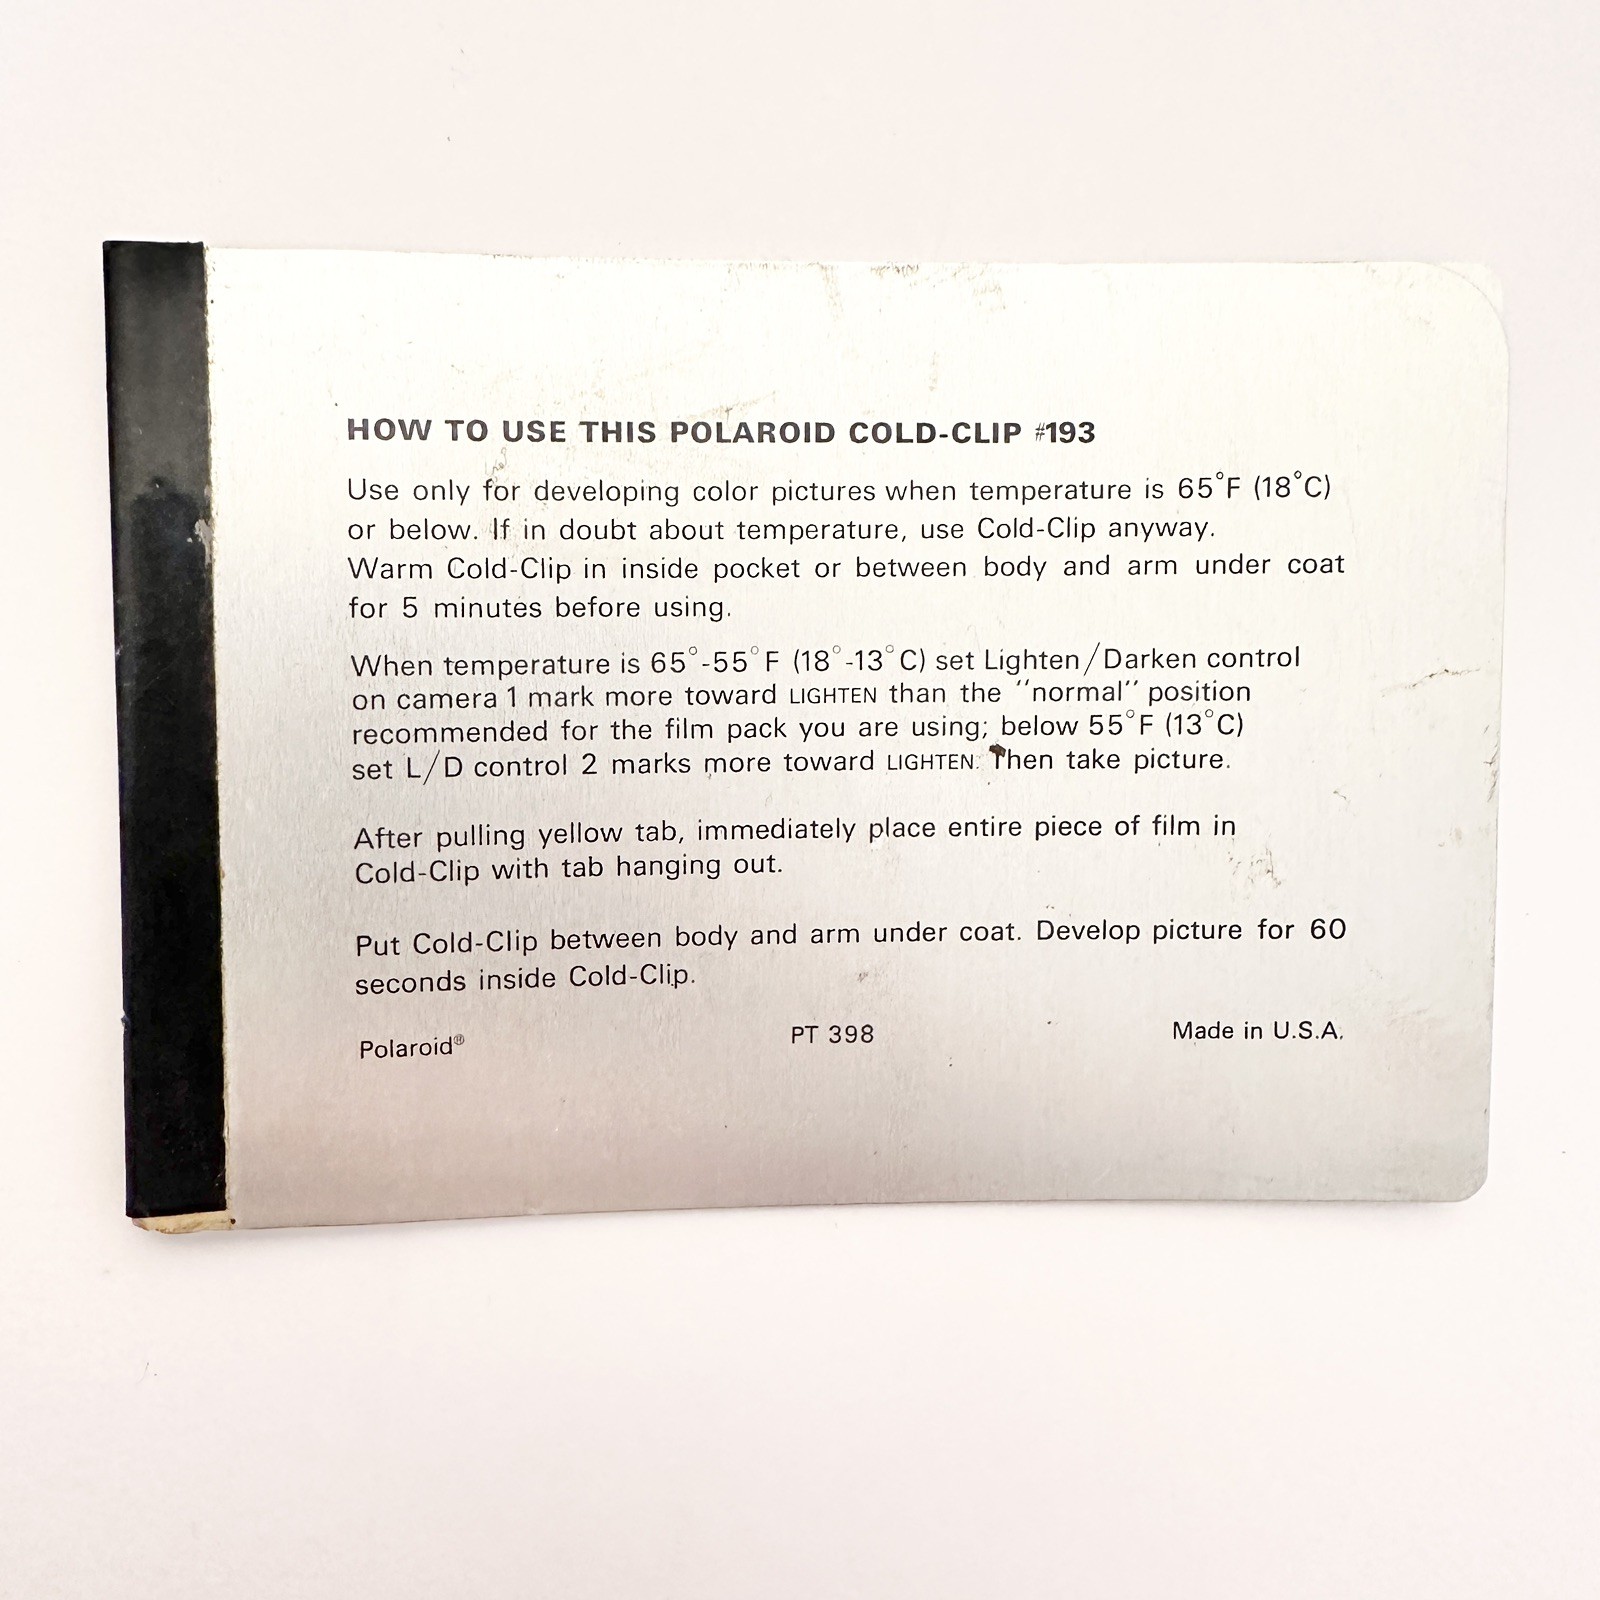 HOW TO USE THIS POLAROID COLD-CLIP #193
Use only for developing color pictures when temperature is 65°F (18°C)
or below. If in doubt about temperature, use Cold-Clip anyway.
Warm Cold-Clip in inside pocket or between body and arm under coat
for 5 minutes before using.
When temperature is 65°-55°F (18°-13°C) set Lighten/Darken control
on camera 1 mark more toward LIGHTEN than the "normal" position
recommended for the film pack you are using; below 55°F (13°C)
set L/D control 2 marks more toward LIGHTEN. Then take picture.
After pulling yellow tab, immediately place entire piece of film in
Cold-Clip with tab hanging out.
Put Cold-Clip between body and arm under coat. Develop picture for 60
seconds inside Cold-Clip.
Polaroid® PT 398 Made in U.S.A.